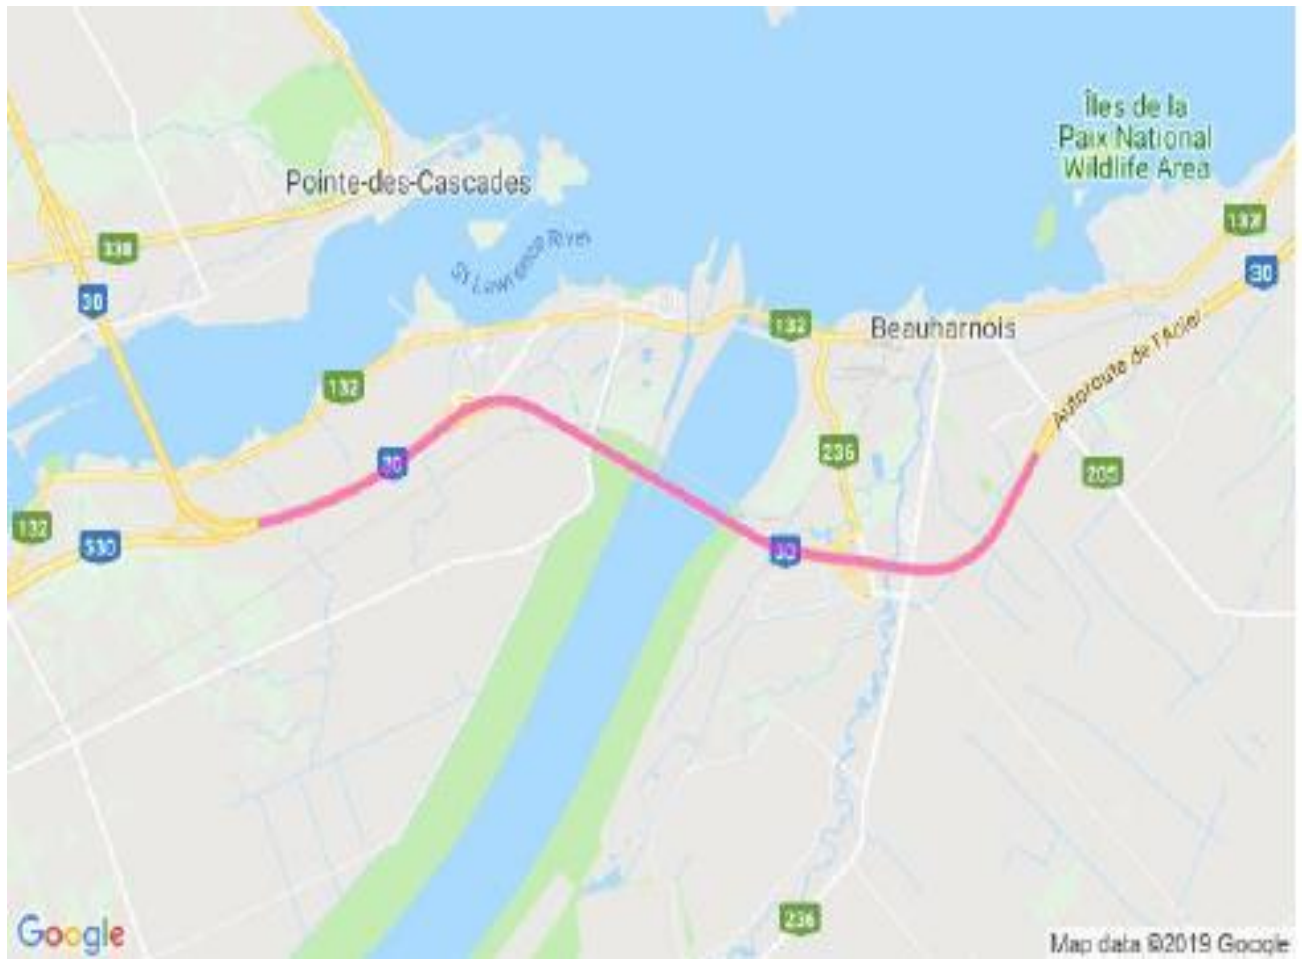 Îles de la
Paix National
Wildlife Area
Pointe-des-Cascades
132
338
St Lawrence River
30
30
132
Beauharnois
132
Autoroute de l'Acier
236
30
205
132
530
30
236
Google
Map data ©2019 Google